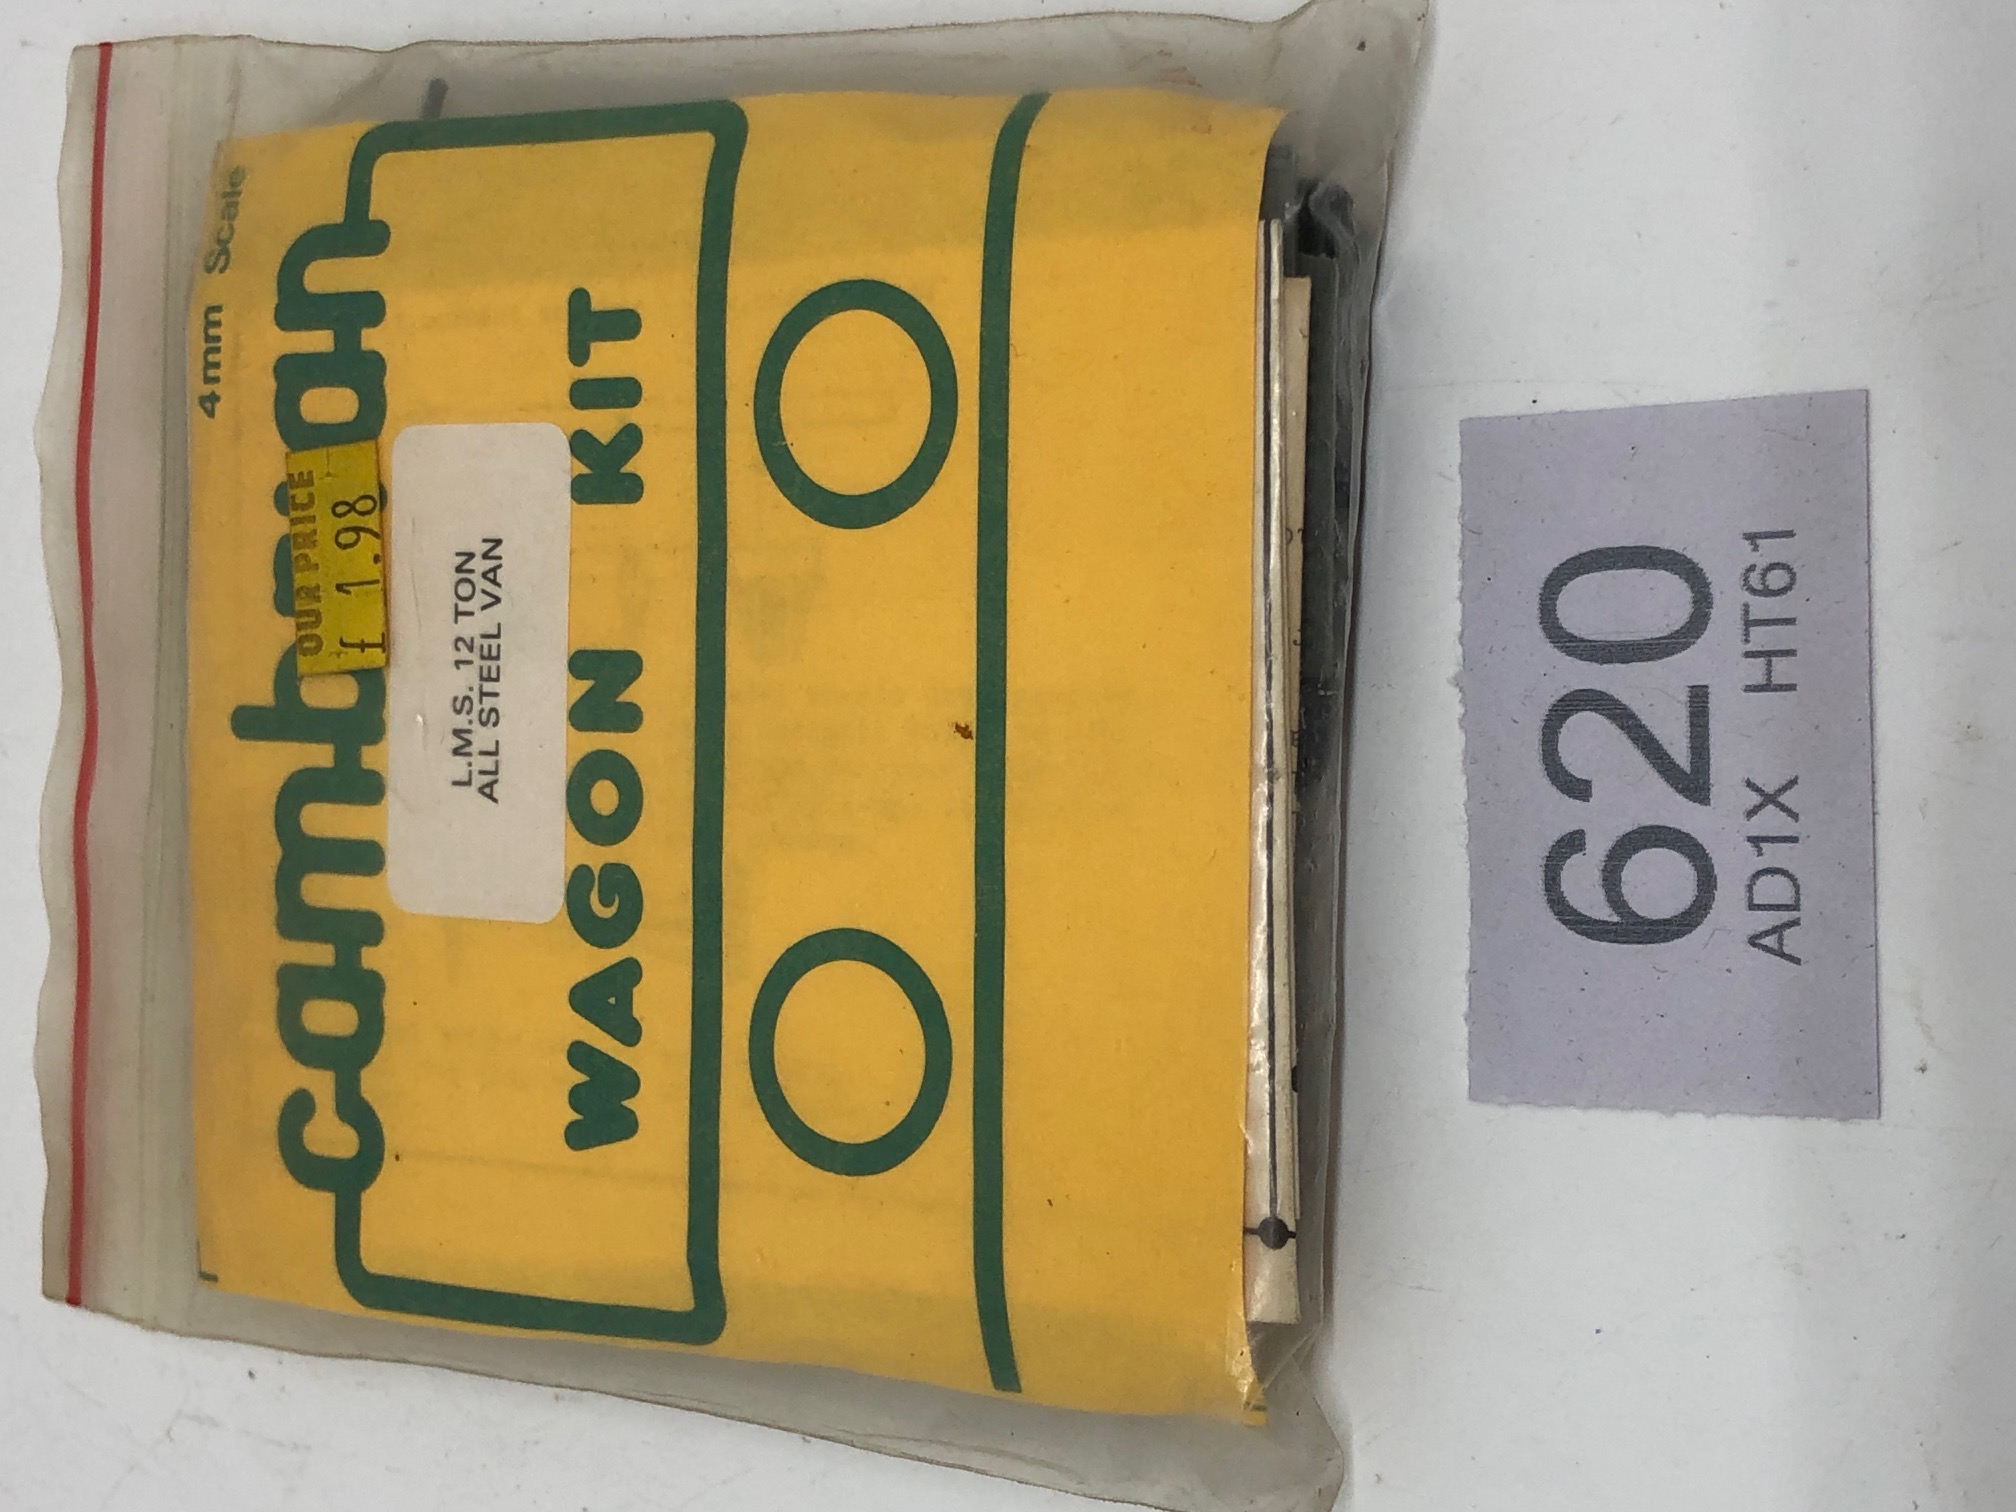 4mm Scale
cambrian
OUR PRICE
£ 1.98
L.M.S. 12 TON
ALL STEEL VAN
WAGON KIT
620
AD1X HT61